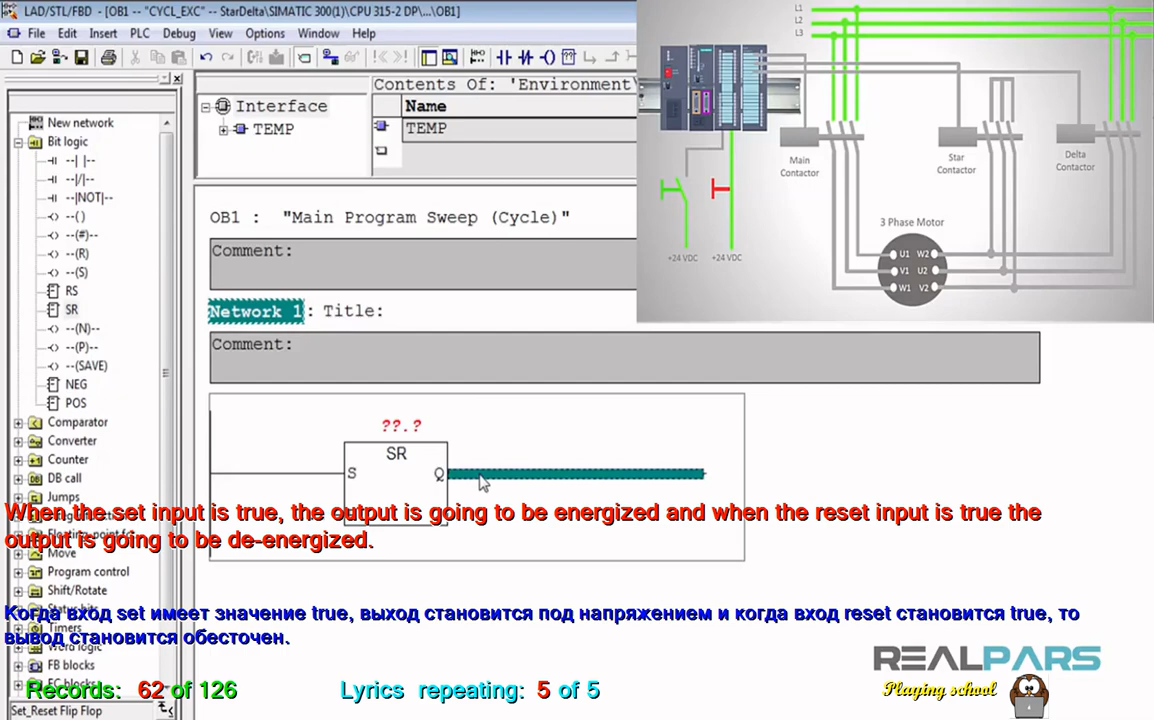 LAD/STL/FBD - [OB1 -- "CYCL_EXC" -- StarDelta\SIMATIC 300(1)\CPU 315-2 DP\...\OB1]
File Edit Insert PLC Debug View Options Window Help
New network
Bit logic
--| |--
--|/|--
--|NOT|--
--( )
--(#)--
--(R)
--(S)
RS
SR
--(N)--
--(P)--
--(SAVE)
NEG
POS
Comparator
Converter
Counter
DB call
Jumps
Move
Program control
Shift/Rotate
Timers
FB blocks
Set_Reset Flip Flop
Contents Of: 'Environment\
Interface
TEMP
Name
TEMP
OB1 : "Main Program Sweep (Cycle)"
Comment:
Network 1: Title:
Comment:
??.?
SR
S
Q
L1
L2
L3
Main
Contactor
Star
Contactor
Delta
Contactor
3 Phase Motor
U1 W2
V1 U2
W1 V2
+24 VDC
+24 VDC
When the set input is true, the output is going to be energized and when the reset input is true the
output is going to be de-energized.
Когда вход set имеет значение true, выход становится под напряжением и когда вход reset становится true, то
вывод становится обесточен.
Records: 62 of 126
Lyrics repeating: 5 of 5
REALPARS
Playing school